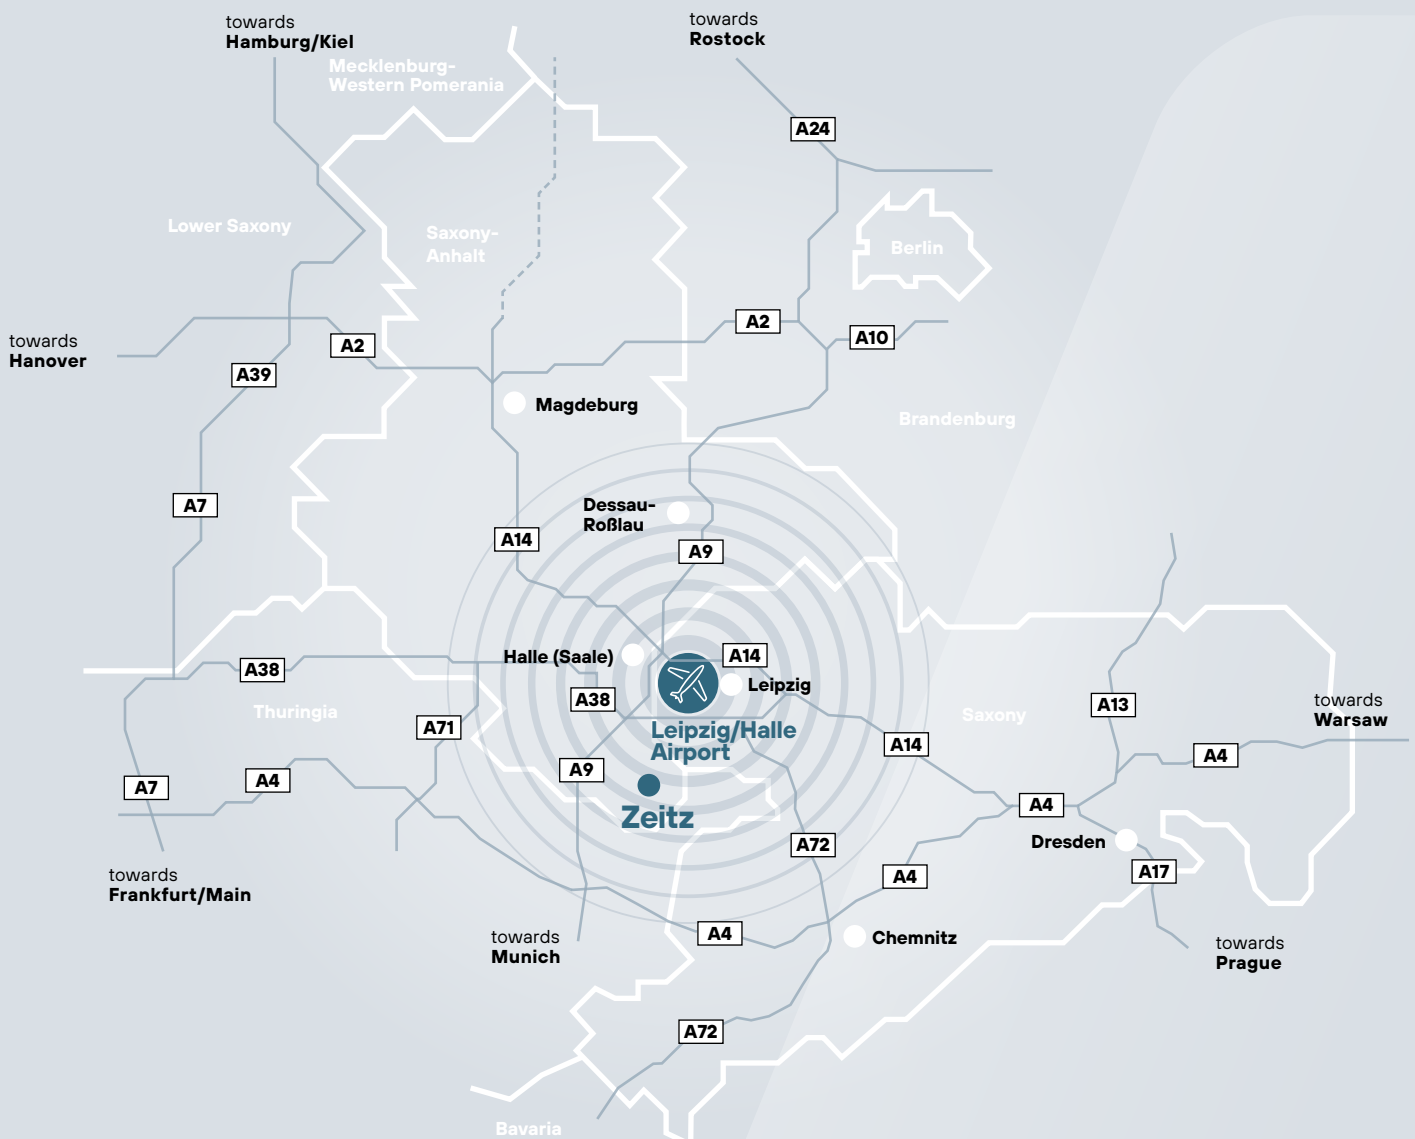 towards
Hamburg/Kiel
towards
Rostock
Mecklenburg-
Western Pomerania
A24
Lower Saxony
Saxony-
Anhalt
Berlin
towards
Hanover
A2
A2
A10
A39
Magdeburg
Brandenburg
A7
Dessau-
Roßlau
A14
A9
Halle (Saale)
A14
A38
A38
Leipzig
Thuringia
A71
Leipzig/Halle
Airport
Saxony
A13
towards
Warsaw
A14
A4
A9
A7
A4
Zeitz
A4
A72
Dresden
A4
A17
towards
Frankfurt/Main
A4
Chemnitz
towards
Munich
towards
Prague
A72
Bavaria